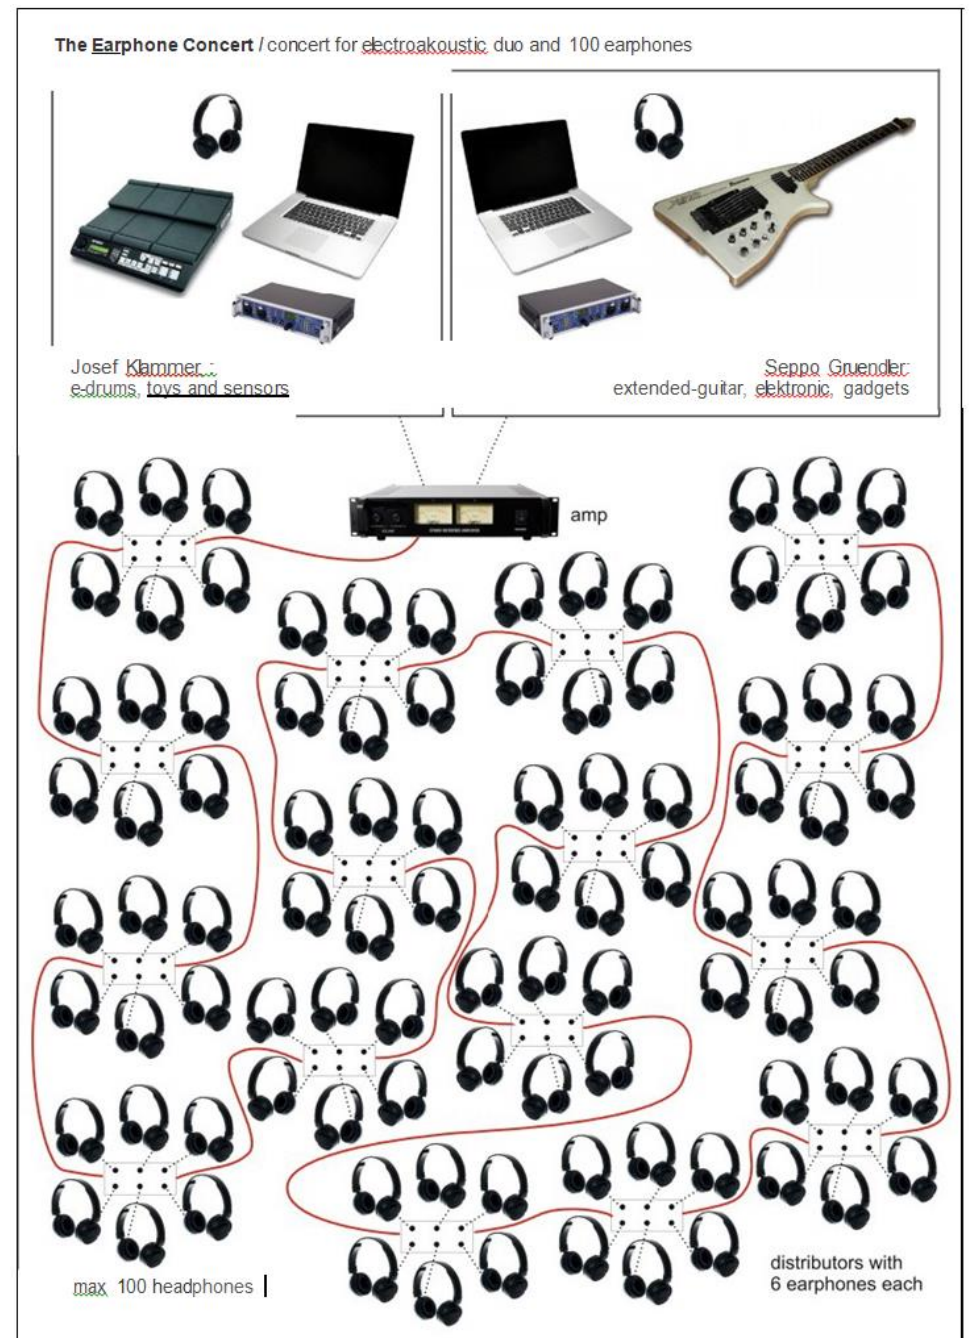 The Earphone Concert / concert for electroakoustic duo and 100 earphones
Josef Klammer :
e-drums, toys and sensors
Seppo Gruendler:
extended-guitar, elektronic, gadgets
amp
max 100 headphones
distributors with
6 earphones each